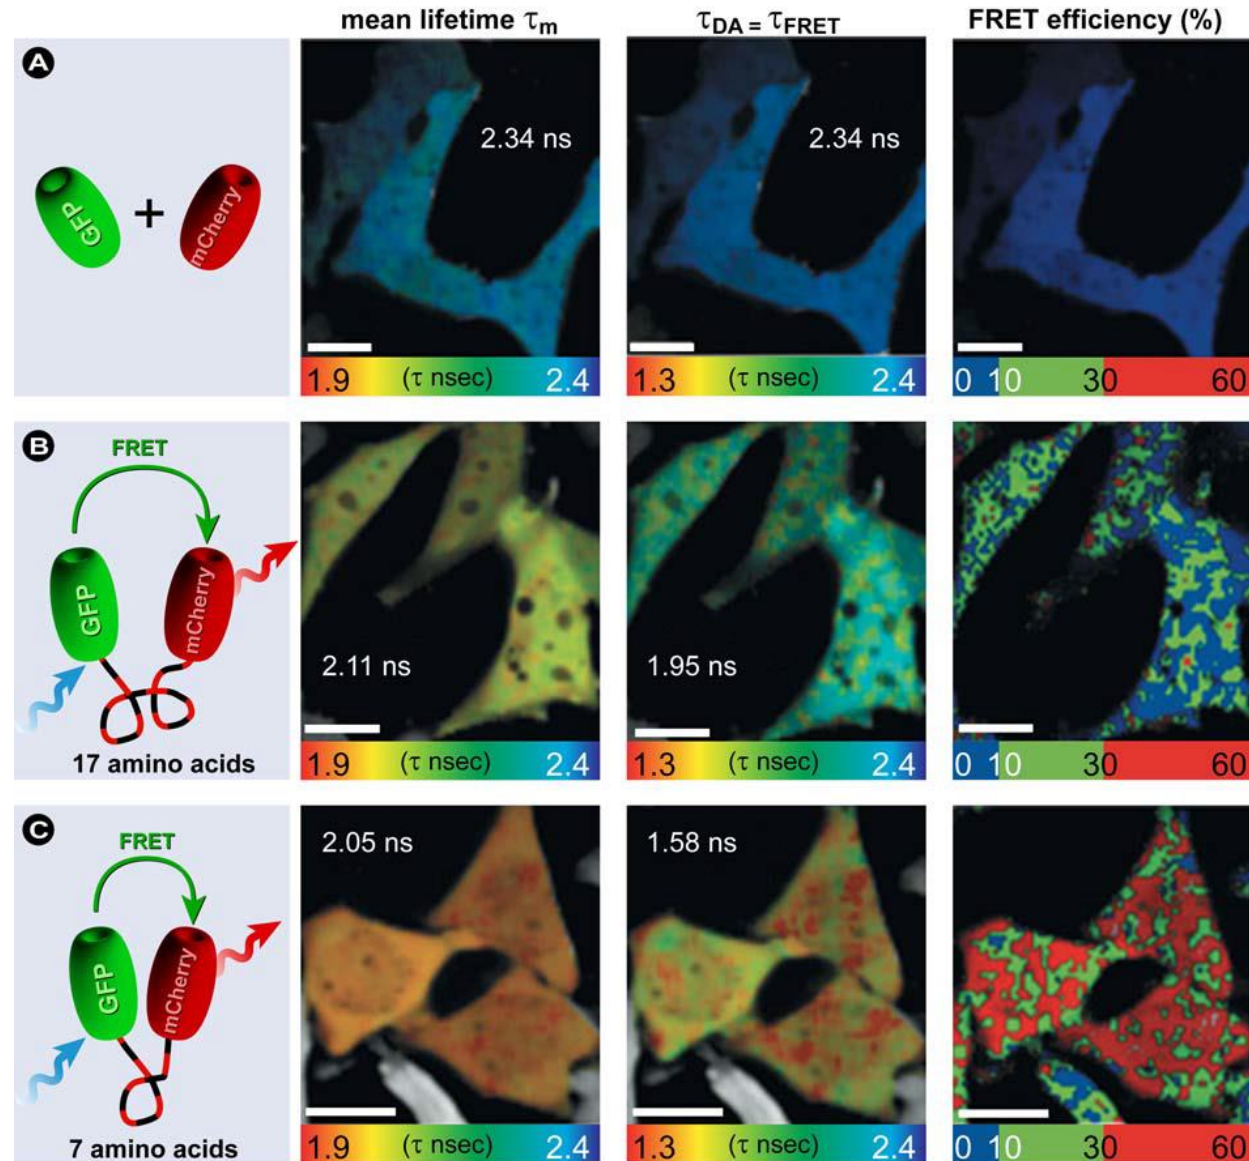 mean lifetime τm
τDA = τFRET
FRET efficiency (%)
A
GFP
+
mCherry
2.34 ns
2.34 ns
1.9 (τ nsec) 2.4
1.3 (τ nsec) 2.4
0 10 30 60
B
FRET
GFP
mCherry
17 amino acids
2.11 ns
1.95 ns
1.9 (τ nsec) 2.4
1.3 (τ nsec) 2.4
0 10 30 60
C
FRET
GFP
mCherry
7 amino acids
2.05 ns
1.58 ns
1.9 (τ nsec) 2.4
1.3 (τ nsec) 2.4
0 10 30 60